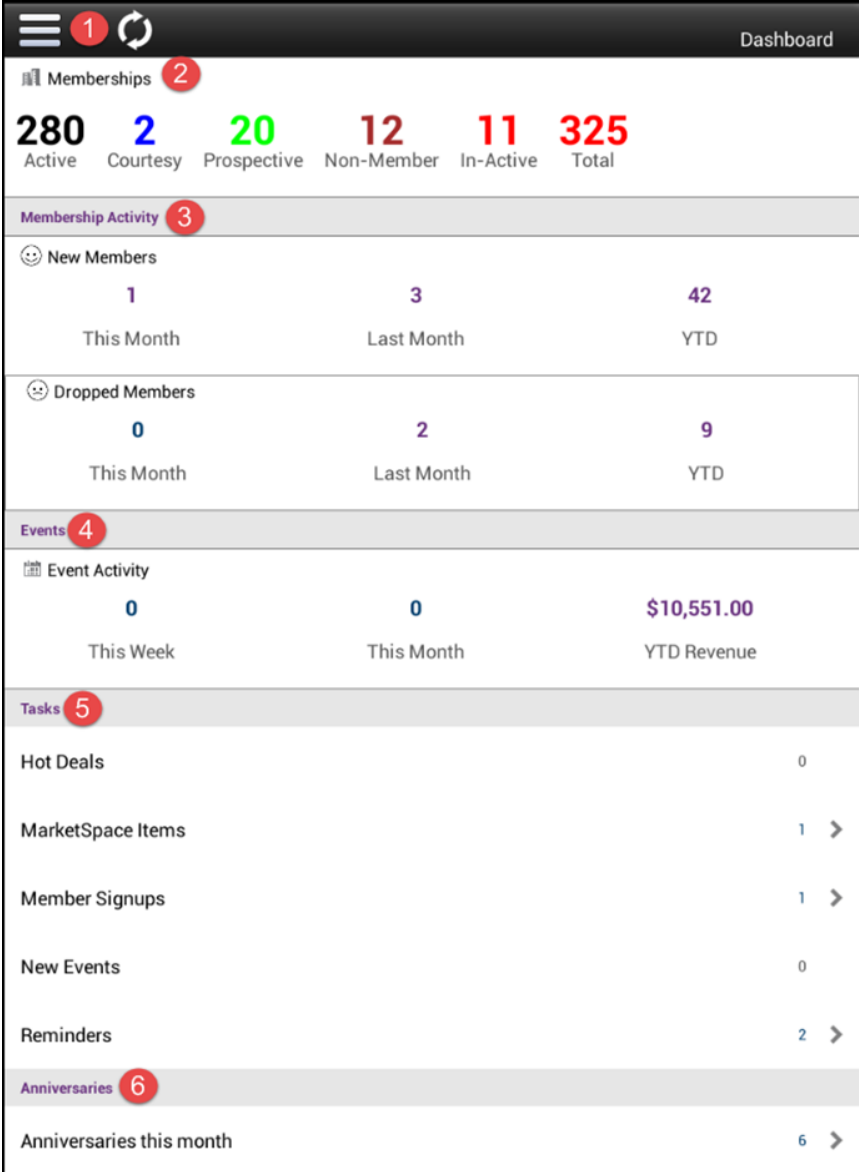 1
Dashboard
Memberships 2
280 2 20 12 11 325
Active Courtesy Prospective Non-Member In-Active Total
Membership Activity 3
New Members
1 3 42
This Month Last Month YTD
Dropped Members
0 2 9
This Month Last Month YTD
Events 4
Event Activity
0 0 $10,551.00
This Week This Month YTD Revenue
Tasks 5
Hot Deals 0
MarketSpace Items 1
Member Signups 1
New Events 0
Reminders 2
Anniversaries 6
Anniversaries this month 6